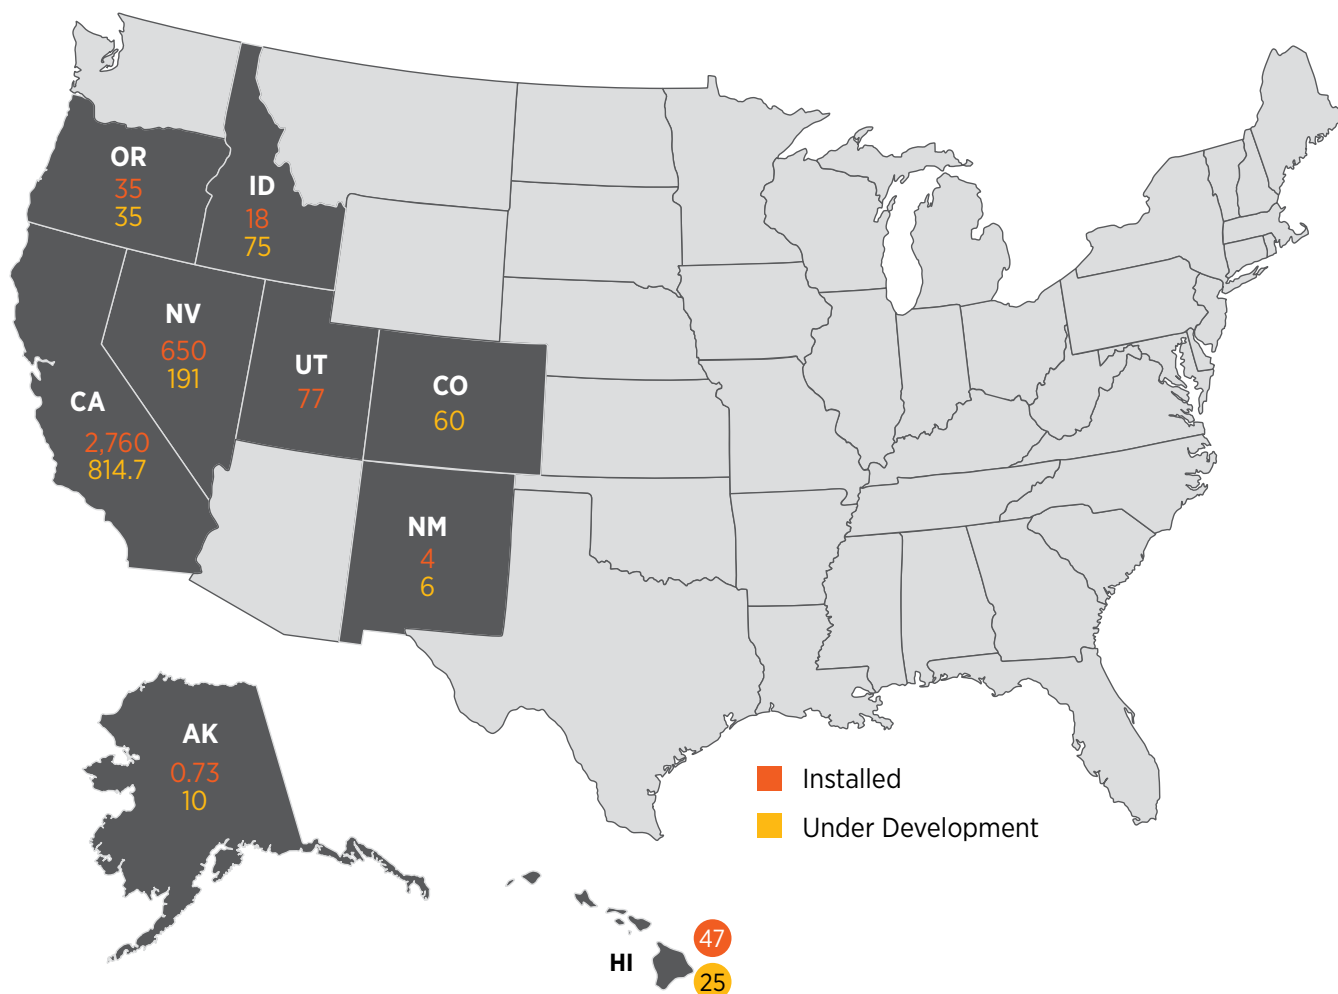 OR
35
35
ID
18
75
NV
650
191
UT
77
CO
60
CA
2,760
814.7
NM
4
6
AK
0.73
10
Installed
Under Development
HI
47
25